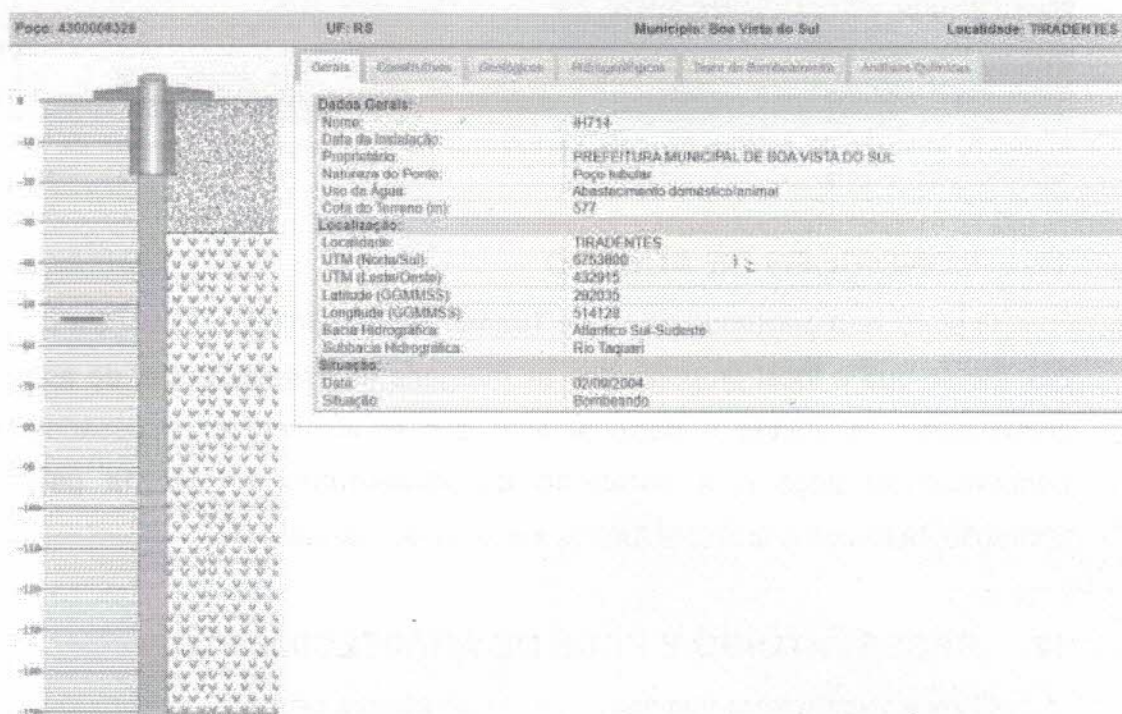 Poço: 4300008328 UF: RS Município: Boa Vista do Sul Localidade: TIRADENTES
Gerais Construtivos Geológicos Hidrogeológicos Teste de Bombeamento Análises Químicas
Dados Gerais:
Nome: IH714
Data da Instalação:
Proprietário: PREFEITURA MUNICIPAL DE BOA VISTA DO SUL
Natureza do Ponto: Poço tubular
Uso da Água: Abastecimento doméstico/animal
Cota do Terreno (m): 577
Localização:
Localidade: TIRADENTES
UTM (Norte/Sul): 6753800
UTM (Leste/Oeste): 432915
Latitude (GGMMSS): 292035
Longitude (GGMMSS): 514128
Bacia Hidrográfica: Atlantico Sul-Sudeste
Subbacia Hidrográfica: Rio Taquari
Situação:
Data: 02/09/2004
Situação: Bombeando
0
-10
-20
-30
-40
-50
-60
-70
-80
-90
-100
-110
-120
-130
-140
-150